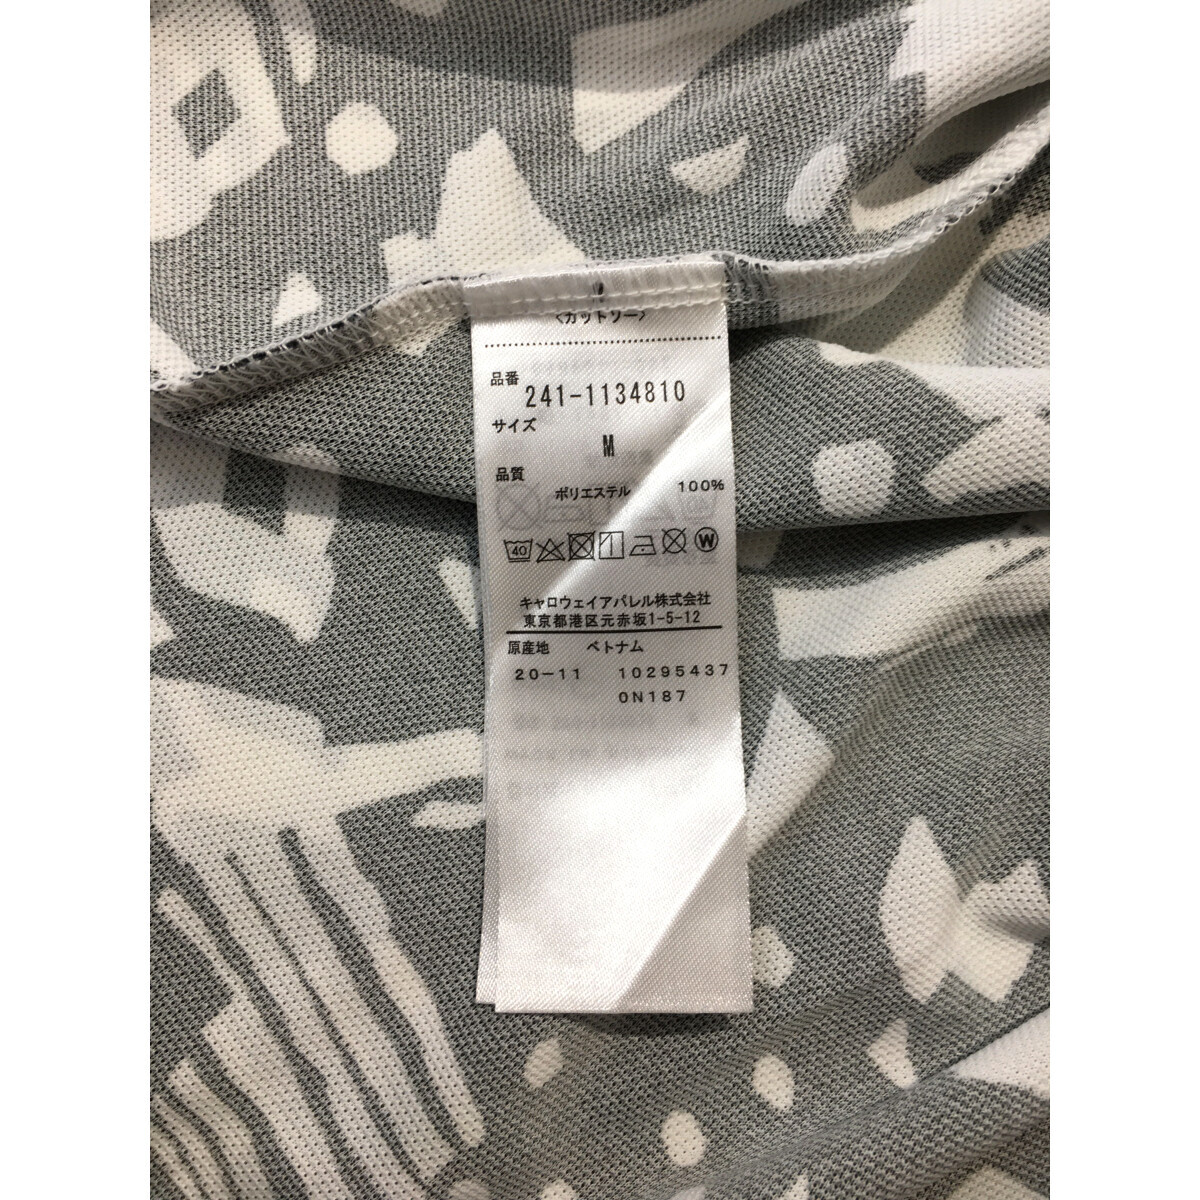 〈カットソー〉
品番
241-1134810
サイズ
M
品質
ポリエステル 100%
40 W
キャロウェイアパレル株式会社
東京都港区元赤坂1-5-12
原産地 ベトナム
20-11 10295437
0N187